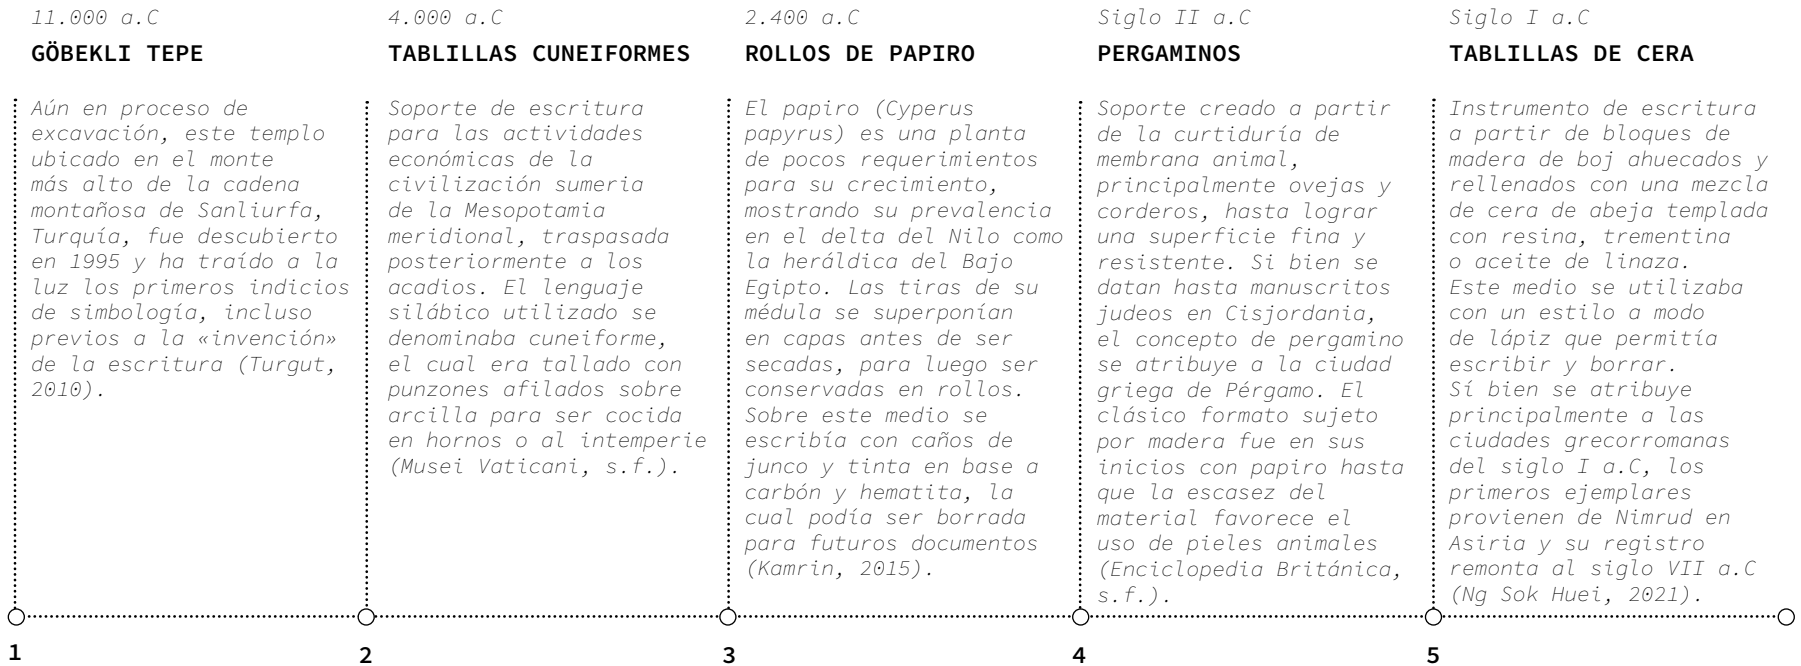 11.000 a.C
GÖBEKLI TEPE
Aún en proceso de
excavación, este templo
ubicado en el monte
más alto de la cadena
montañosa de Sanliurfa,
Turquía, fue descubierto
en 1995 y ha traído a la
luz los primeros indicios
de simbología, incluso
previos a la «invención»
de la escritura (Turgut,
2010).
1
4.000 a.C
TABLILLAS CUNEIFORMES
Soporte de escritura
para las actividades
económicas de la
civilización sumeria
de la Mesopotamia
meridional, traspasada
posteriormente a los
acadios. El lenguaje
silábico utilizado se
denominaba cuneiforme,
el cual era tallado con
punzones afilados sobre
arcilla para ser cocida
en hornos o al intemperie
(Musei Vaticani, s.f.).
2
2.400 a.C
ROLLOS DE PAPIRO
El papiro (Cyperus
papyrus) es una planta
de pocos requerimientos
para su crecimiento,
mostrando su prevalencia
en el delta del Nilo como
la heráldica del Bajo
Egipto. Las tiras de su
médula se superponían
en capas antes de ser
secadas, para luego ser
conservadas en rollos.
Sobre este medio se
escribía con caños de
junco y tinta en base a
carbón y hematita, la
cual podía ser borrada
para futuros documentos
(Kamrin, 2015).
3
Siglo II a.C
PERGAMINOS
Soporte creado a partir
de la curtiduría de
membrana animal,
principalmente ovejas y
corderos, hasta lograr
una superficie fina y
resistente. Si bien se
datan hasta manuscritos
judeos en Cisjordania,
el concepto de pergamino
se atribuye a la ciudad
griega de Pérgamo. El
clásico formato sujeto
por madera fue en sus
inicios con papiro hasta
que la escasez del
material favorece el
uso de pieles animales
(Enciclopedia Británica,
s.f.).
4
Siglo I a.C
TABLILLAS DE CERA
Instrumento de escritura
a partir de bloques de
madera de boj ahuecados y
rellenados con una mezcla
de cera de abeja templada
con resina, trementina
o aceite de linaza.
Este medio se utilizaba
con un estilo a modo
de lápiz que permitía
escribir y borrar.
Sí bien se atribuye
principalmente a las
ciudades grecorromanas
del siglo I a.C, los
primeros ejemplares
provienen de Nimrud en
Asiria y su registro
remonta al siglo VII a.C
(Ng Sok Huei, 2021).
5